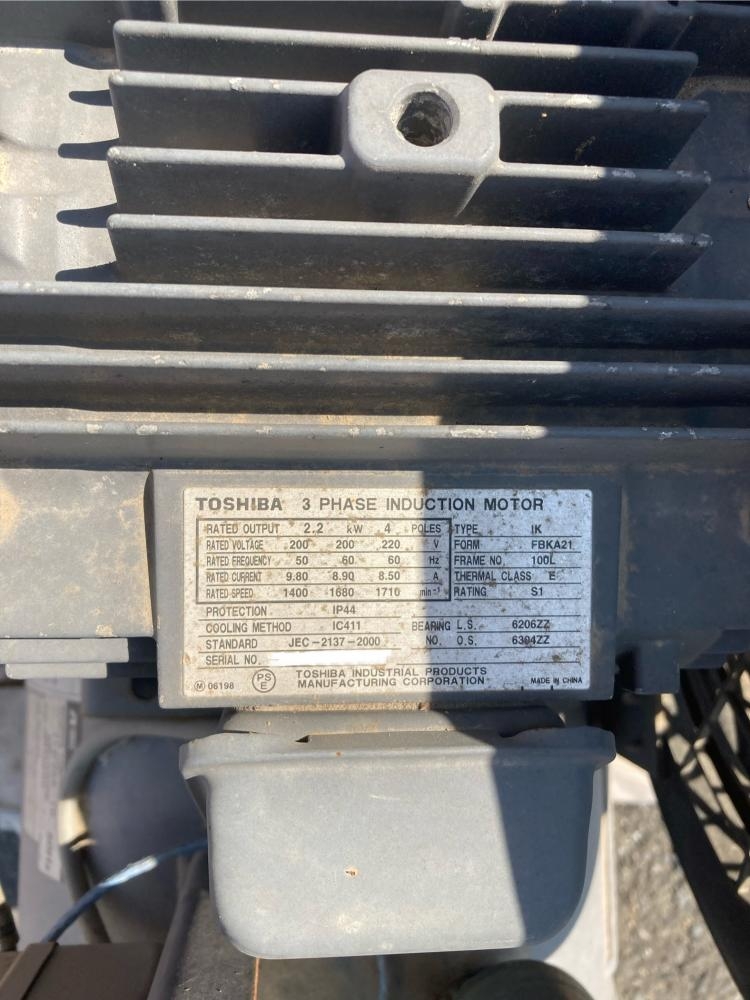 TOSHIBA 3 PHASE INDUCTION MOTOR
RATED OUTPUT 2.2 kW 4 POLES TYPE IK
RATED VOLTAGE 200 200 220 V FORM FBKA21
RATED FREQUENCY 50 60 60 Hz FRAME NO. 100L
RATED CURRENT 9.80 8.90 8.50 A THERMAL CLASS E
RATED SPEED 1400 1680 1710 min⁻¹ RATING S1
PROTECTION IP44
COOLING METHOD IC411 BEARING L.S. 6206ZZ
STANDARD JEC-2137-2000 NO. O.S. 6304ZZ
SERIAL NO.
M 06198 PS E TOSHIBA INDUSTRIAL PRODUCTS
MANUFACTURING CORPORATION MADE IN CHINA